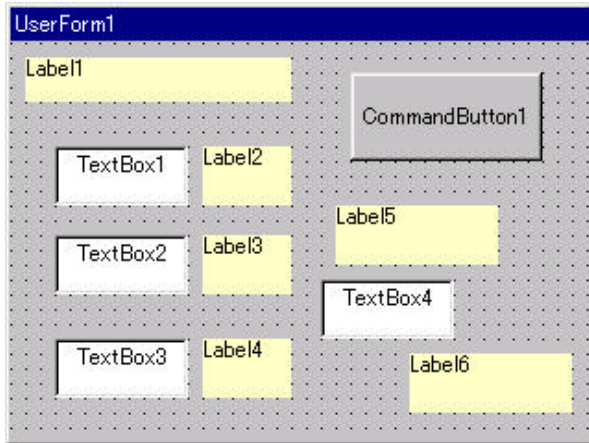 UserForm1
Label1
CommandButton1
TextBox1
Label2
Label5
TextBox2
Label3
TextBox4
TextBox3
Label4
Label6